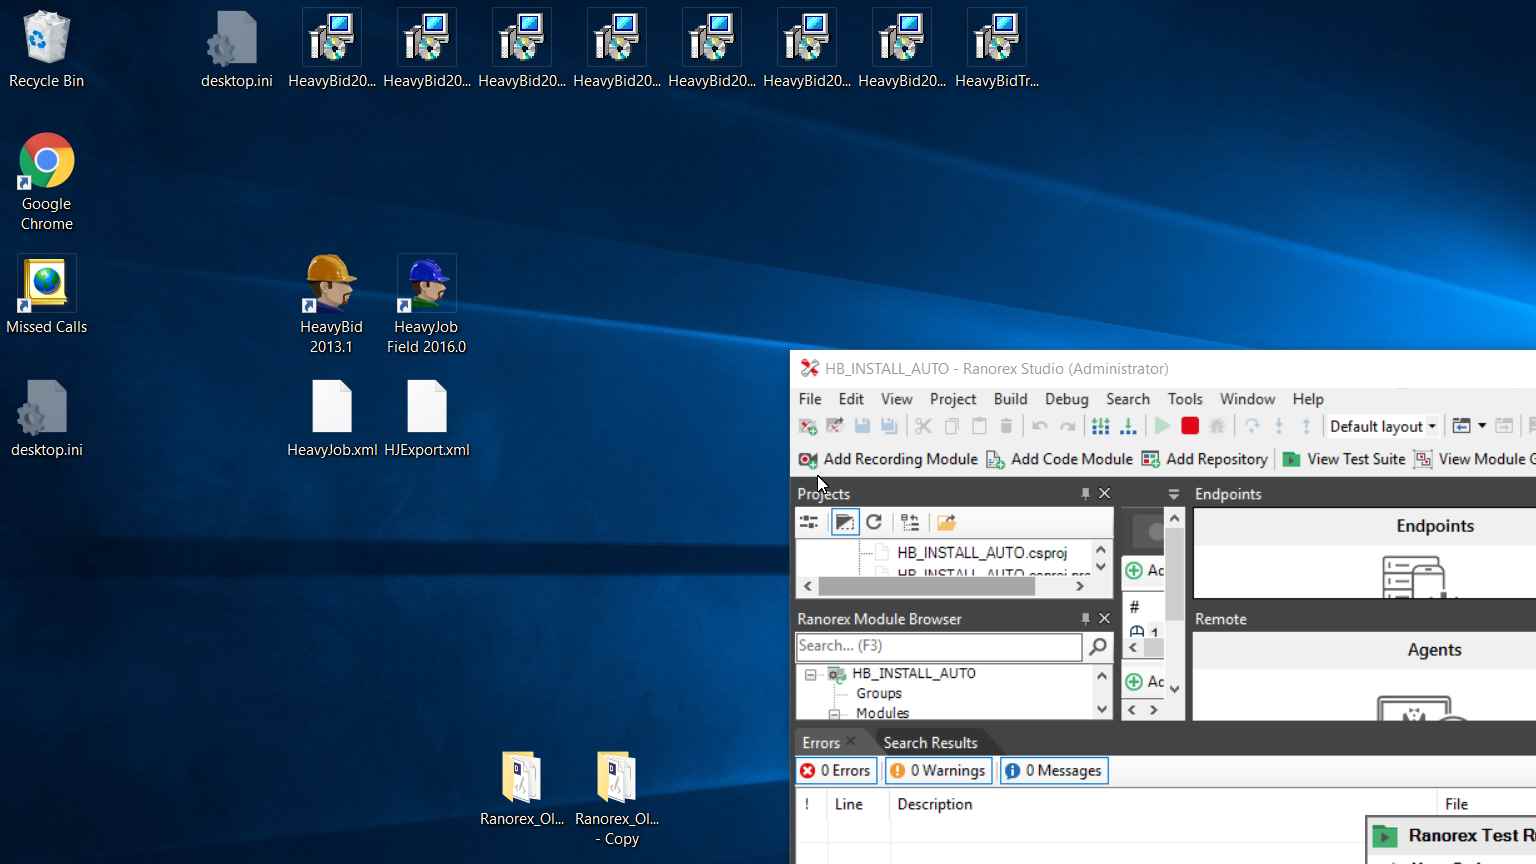 Recycle Bin
desktop.ini
HeavyBid20...
HeavyBid20...
HeavyBid20...
HeavyBid20...
HeavyBid20...
HeavyBid20...
HeavyBid20...
HeavyBidTr...
Google
Chrome
Missed Calls
HeavyBid
2013.1
HeavyJob
Field 2016.0
desktop.ini
HeavyJob.xml
HJExport.xml
Ranorex_Ol...
Ranorex_Ol...
- Copy
HB_INSTALL_AUTO - Ranorex Studio (Administrator)
File Edit View Project Build Debug Search Tools Window Help
Default layout
Add Recording Module Add Code Module Add Repository View Test Suite View Module G
Projects
HB_INSTALL_AUTO.csproj
HB_INSTALL_AUTO.csproj.pre
Ranorex Module Browser
Search... (F3)
HB_INSTALL_AUTO
Groups
Modules
Ac
#
1
Ac
Endpoints
Endpoints
Remote
Agents
Errors Search Results
0 Errors 0 Warnings 0 Messages
! Line Description File
Ranorex Test R